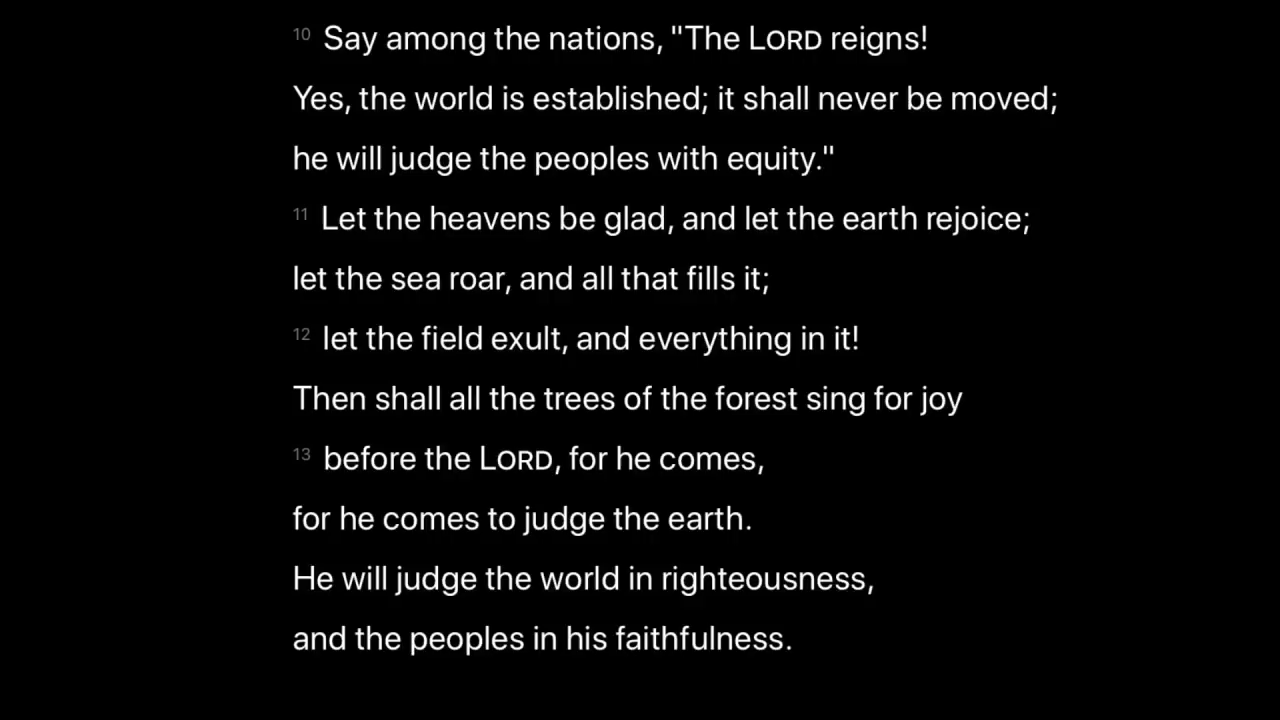 10 Say among the nations, "The LORD reigns!
Yes, the world is established; it shall never be moved;
he will judge the peoples with equity."
11 Let the heavens be glad, and let the earth rejoice;
let the sea roar, and all that fills it;
12 let the field exult, and everything in it!
Then shall all the trees of the forest sing for joy
13 before the LORD, for he comes,
for he comes to judge the earth.
He will judge the world in righteousness,
and the peoples in his faithfulness.